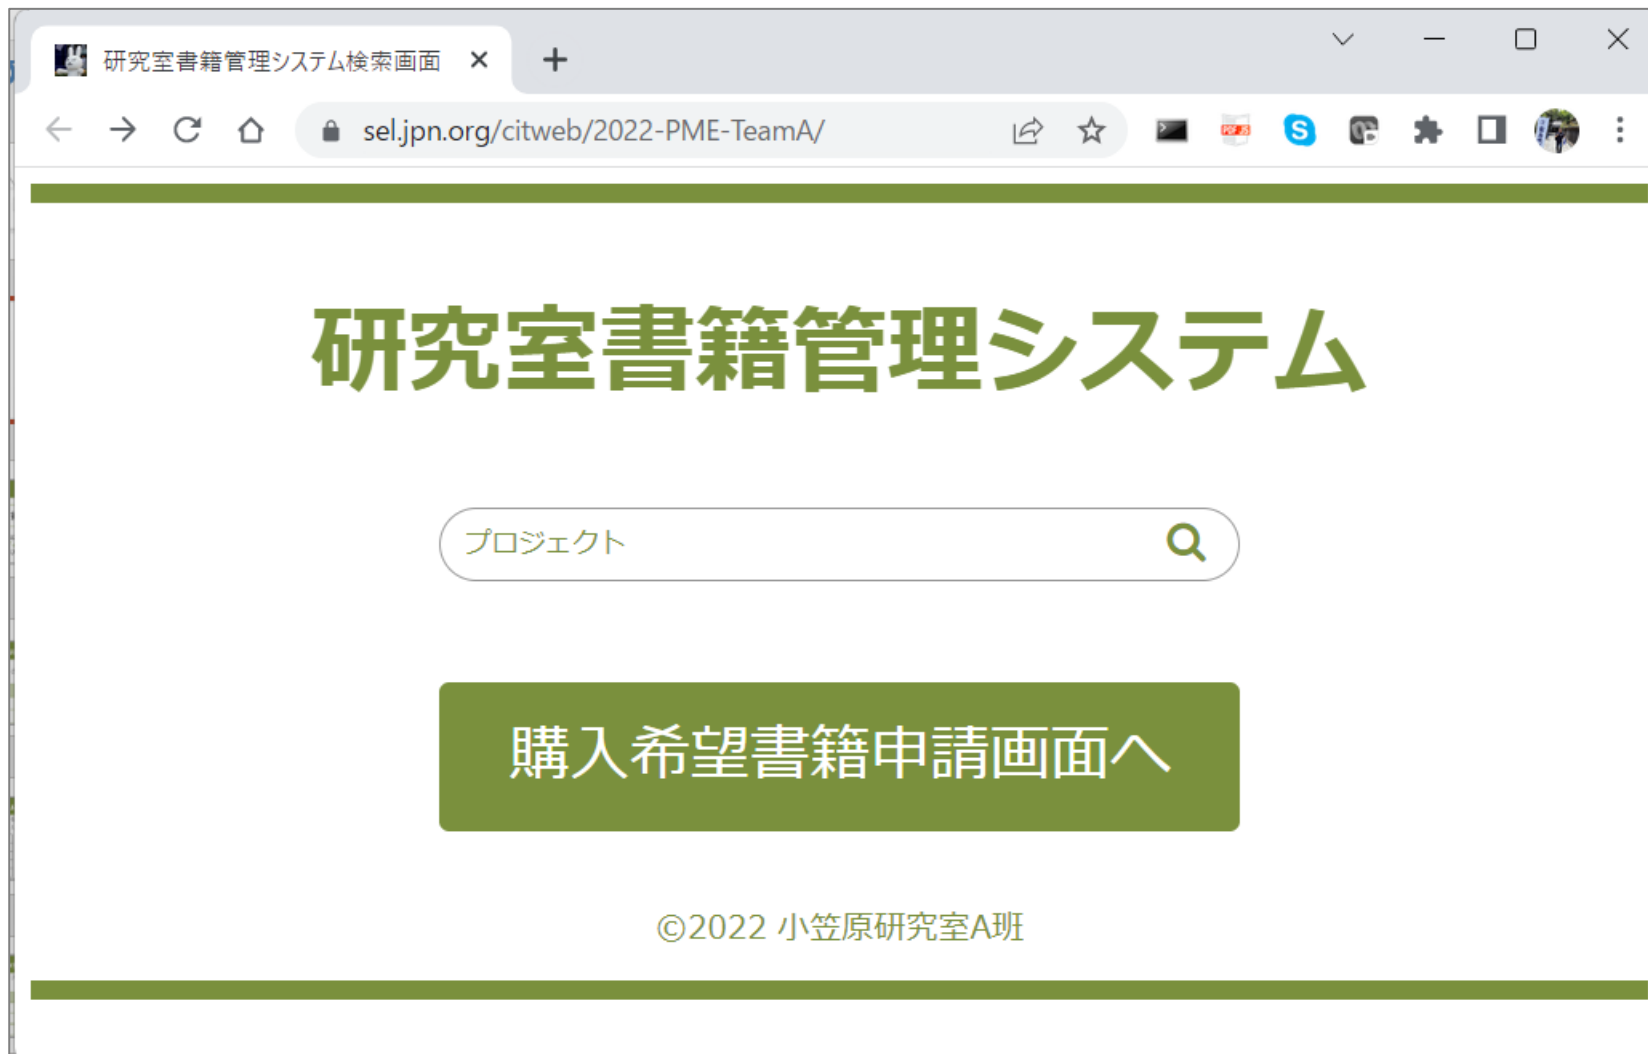 研究室書籍管理システム検索画面
sel.jpn.org/citweb/2022-PME-TeamA/
研究室書籍管理システム
プロジェクト
購入希望書籍申請画面へ
©2022 小笠原研究室A班